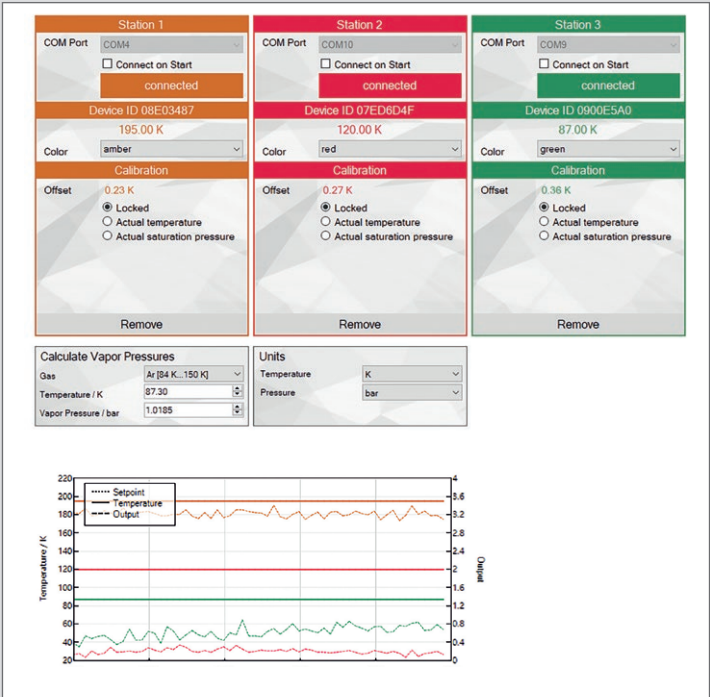 Station 1
COM Port COM4
Connect on Start
connected
Device ID 08E03487
195.00 K
Color amber
Calibration
Offset 0.23 K
Locked
Actual temperature
Actual saturation pressure
Remove
Station 2
COM Port COM10
Connect on Start
connected
Device ID 07ED6D4F
120.00 K
Color red
Calibration
Offset 0.27 K
Locked
Actual temperature
Actual saturation pressure
Remove
Station 3
COM Port COM9
Connect on Start
connected
Device ID 0900E5A0
87.00 K
Color green
Calibration
Offset 0.36 K
Locked
Actual temperature
Actual saturation pressure
Remove
Calculate Vapor Pressures
Gas Ar [84 K...150 K]
Temperature / K 87.30
Vapor Pressure / bar 1.0185
Units
Temperature K
Pressure bar
Temperature / K
220
200
180
160
140
120
100
80
60
40
20
Setpoint
Temperature
Output
4
3.6
3.2
2.8
2.4
2
1.6
1.2
0.8
0.4
0
Output